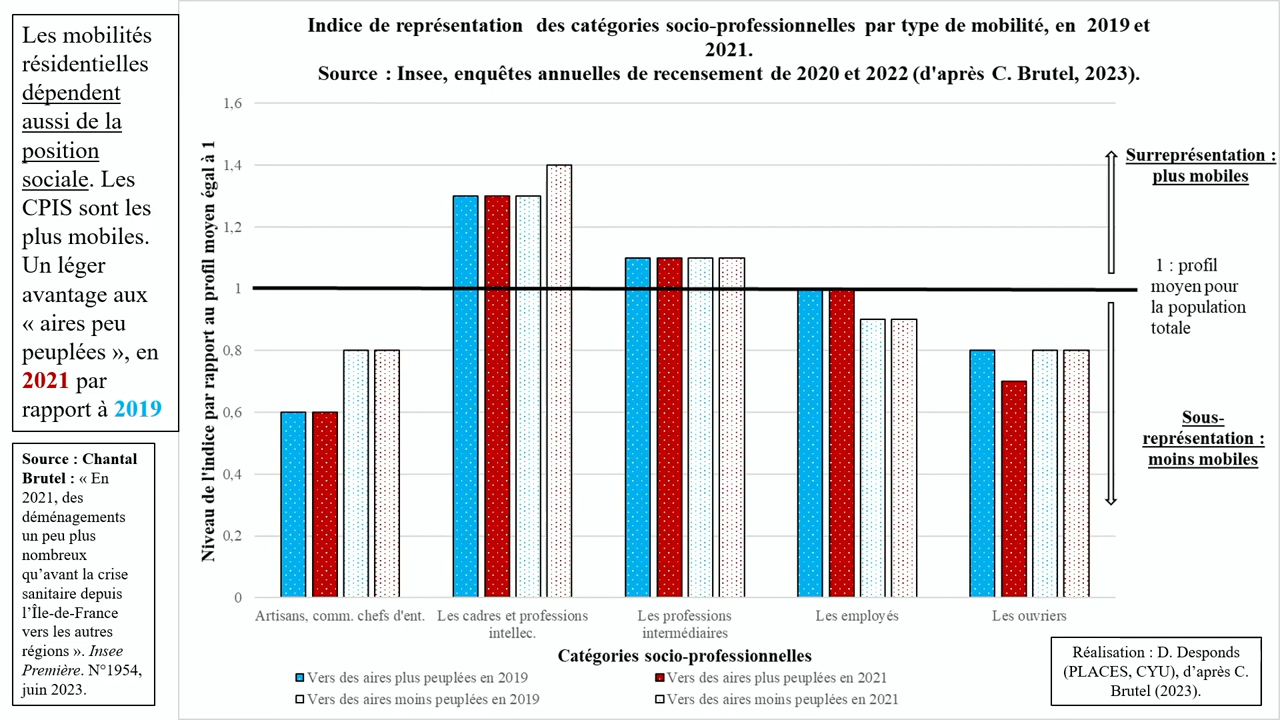 Les mobilités
résidentielles
dépendent
aussi de la
position
sociale. Les
CPIS sont les
plus mobiles.
Un léger
avantage aux
« aires peu
peuplées », en
2021 par
rapport à 2019
Source : Chantal
Brutel : « En
2021, des
déménagements
un peu plus
nombreux
qu'avant la crise
sanitaire depuis
l'Île-de-France
vers les autres
régions ». Insee
Première. N°1954,
juin 2023.
Indice de représentation des catégories socio-professionnelles par type de mobilité, en 2019 et
2021.
Source : Insee, enquêtes annuelles de recensement de 2020 et 2022 (d'après C. Brutel, 2023).
Niveau de l'indice par rapport au profil moyen égal à 1
1,6
1,4
1,2
1
0,8
0,6
0,4
0,2
0
Artisans, comm. chefs d'ent.
Les cadres et professions
intellec.
Les professions
intermédiaires
Les employés
Les ouvriers
Catégories socio-professionnelles
Vers des aires plus peuplées en 2019
Vers des aires plus peuplées en 2021
Vers des aires moins peuplées en 2019
Vers des aires moins peuplées en 2021
Surreprésentation :
plus mobiles
1 : profil
moyen pour
la population
totale
Sous-
représentation :
moins mobiles
Réalisation : D. Desponds
(PLACES, CYU), d'après C.
Brutel (2023).